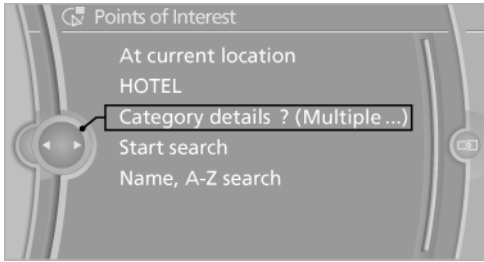 Points of Interest
At current location
HOTEL
Category details ? (Multiple ...)
Start search
Name, A-Z search